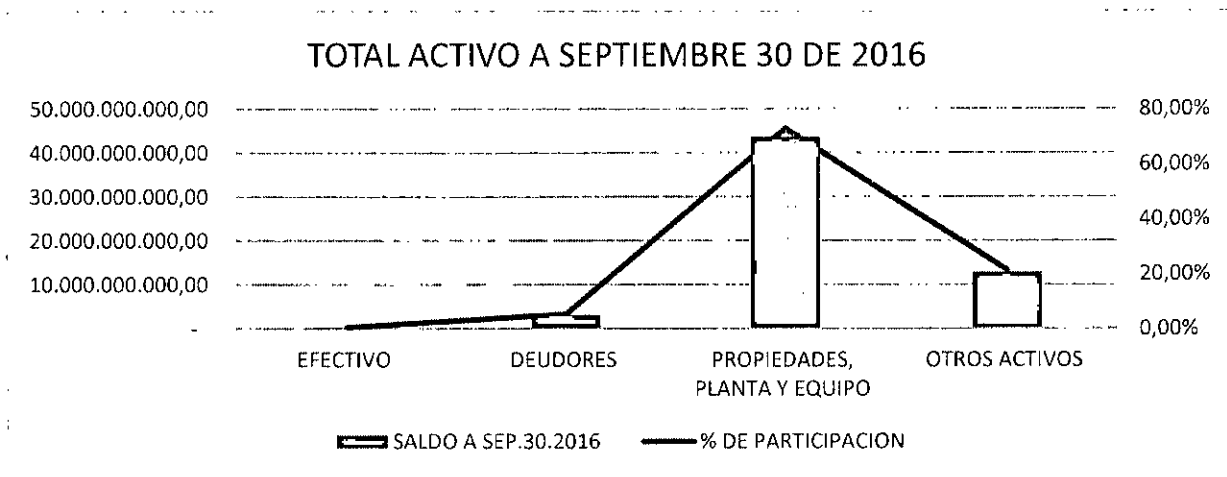 TOTAL ACTIVO A SEPTIEMBRE 30 DE 2016
50.000.000.000,00
40.000.000.000,00
30.000.000.000,00
20.000.000.000,00
10.000.000.000,00
-
80,00%
60,00%
40,00%
20,00%
0,00%
EFECTIVO
DEUDORES
PROPIEDADES,
PLANTA Y EQUIPO
OTROS ACTIVOS
SALDO A SEP.30.2016
% DE PARTICIPACION